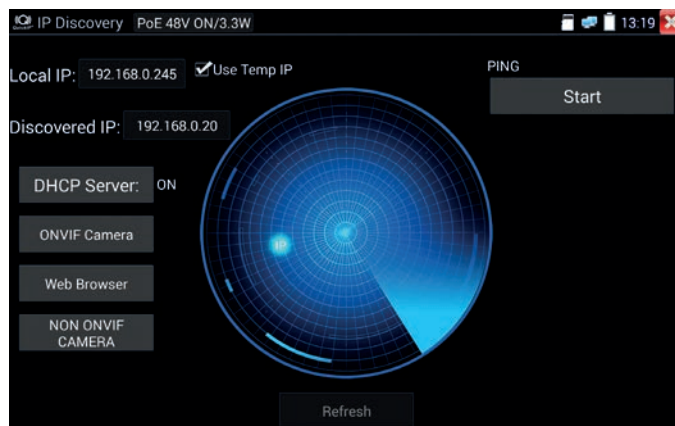 IP Discovery PoE 48V ON/3.3W 13:19
Local IP: 192.168.0.245 Use Temp IP
PING
Start
Discovered IP: 192.168.0.20
DHCP Server: ON
ONVIF Camera
IP
Web Browser
NON ONVIF
CAMERA
Refresh